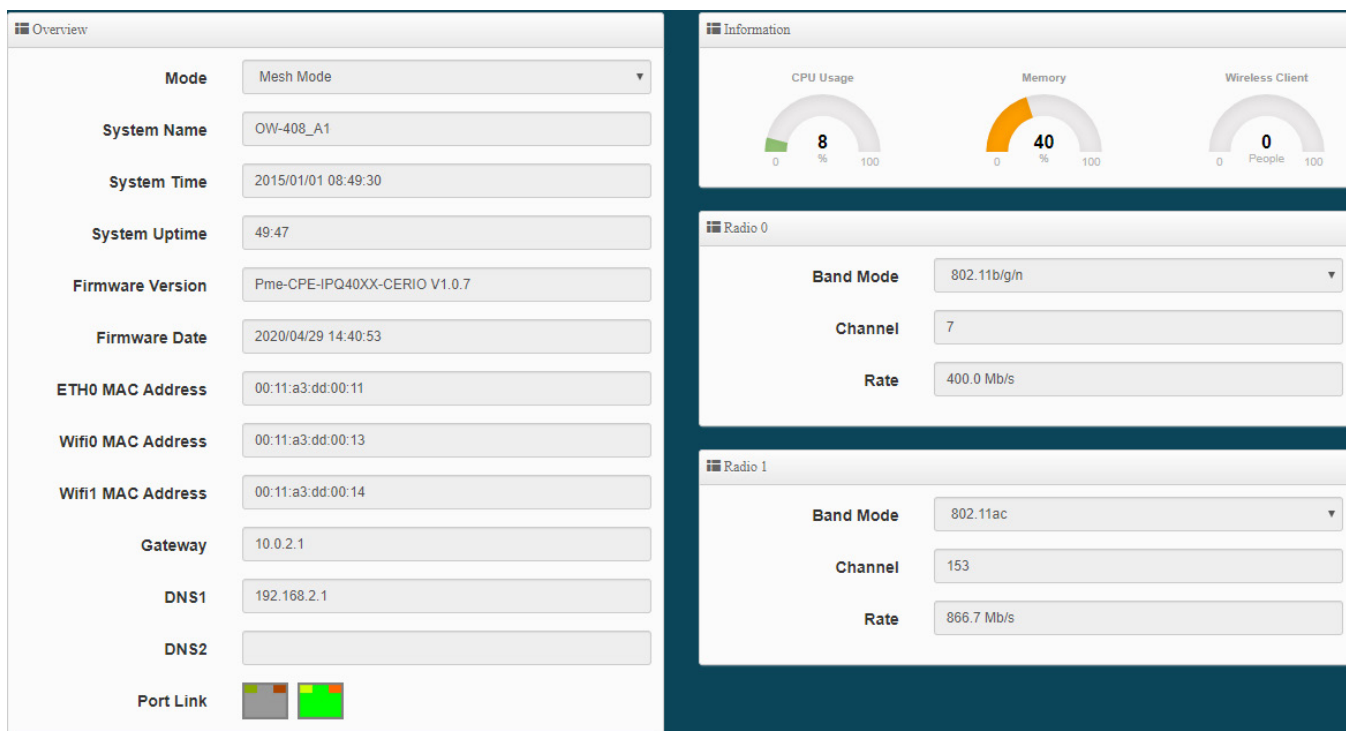 Overview
Mode Mesh Mode
System Name OW-408_A1
System Time 2015/01/01 08:49:30
System Uptime 49:47
Firmware Version Pme-CPE-IPQ40XX-CERIO V1.0.7
Firmware Date 2020/04/29 14:40:53
ETH0 MAC Address 00:11:a3:dd:00:11
Wifi0 MAC Address 00:11:a3:dd:00:13
Wifi1 MAC Address 00:11:a3:dd:00:14
Gateway 10.0.2.1
DNS1 192.168.2.1
DNS2
Port Link
Information
CPU Usage Memory Wireless Client
8 40 0
0 % 100 0 % 100 0 People 100
Radio 0
Band Mode 802.11b/g/n
Channel 7
Rate 400.0 Mb/s
Radio 1
Band Mode 802.11ac
Channel 153
Rate 866.7 Mb/s